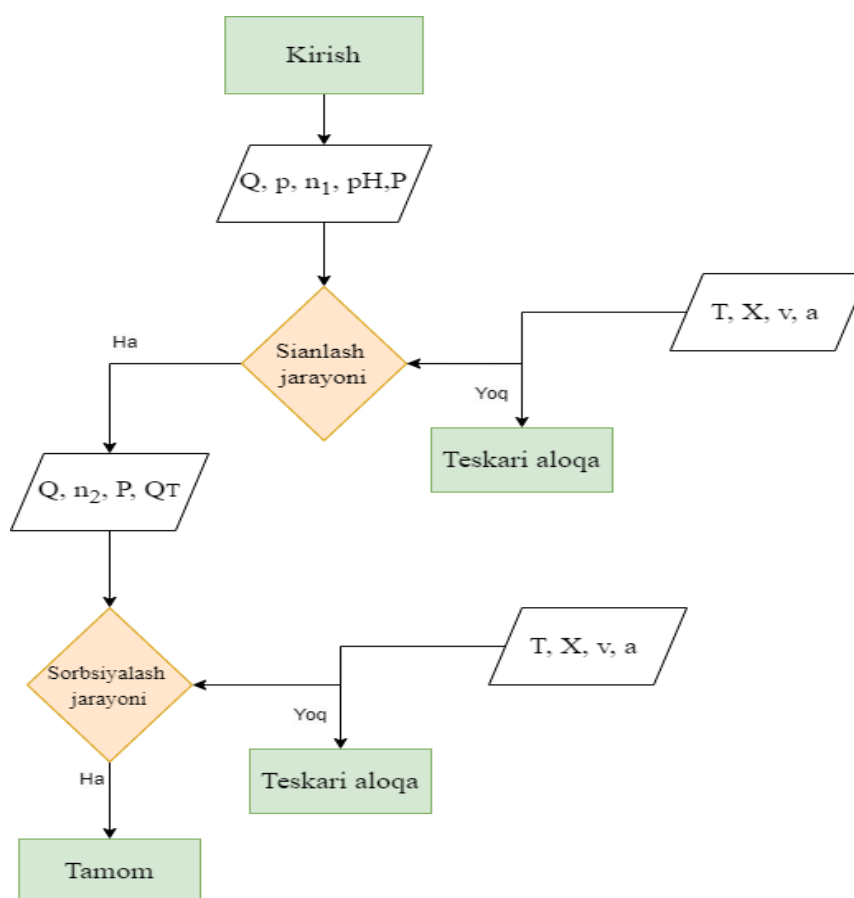 Kirish
Q, p, n₁, pH,P
T, X, v, a
Ha
Sianlash
jarayoni
Yoq
Teskari aloqa
Q, n₂, P, QT
T, X, v, a
Sorbsiyalash
jarayoni
Yoq
Teskari aloqa
Ha
Tamom